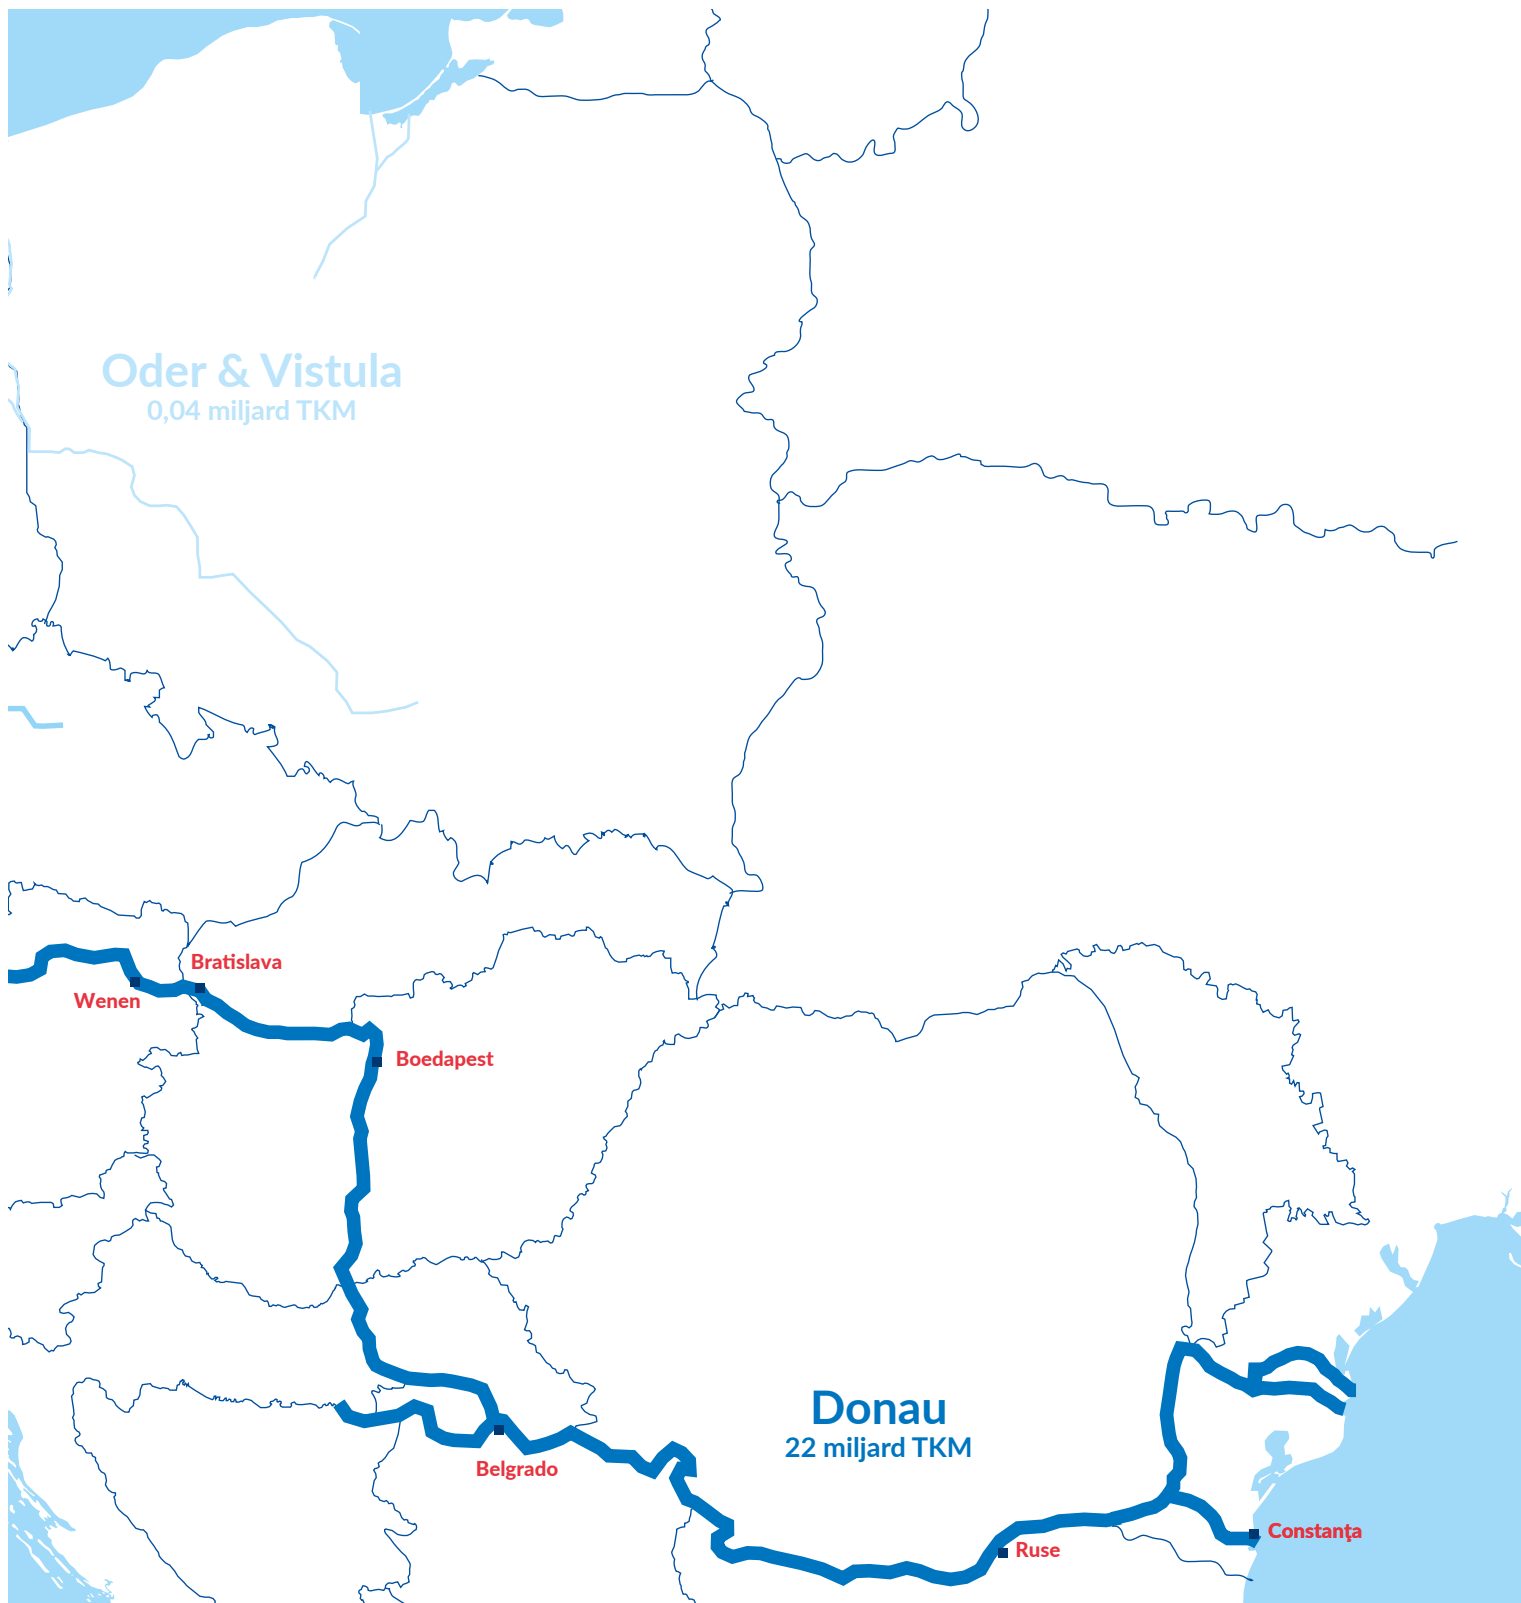 Oder & Vistula
0,04 miljard TKM
Bratislava
Wenen
Boedapest
Donau
22 miljard TKM
Belgrado
Constanţa
Ruse